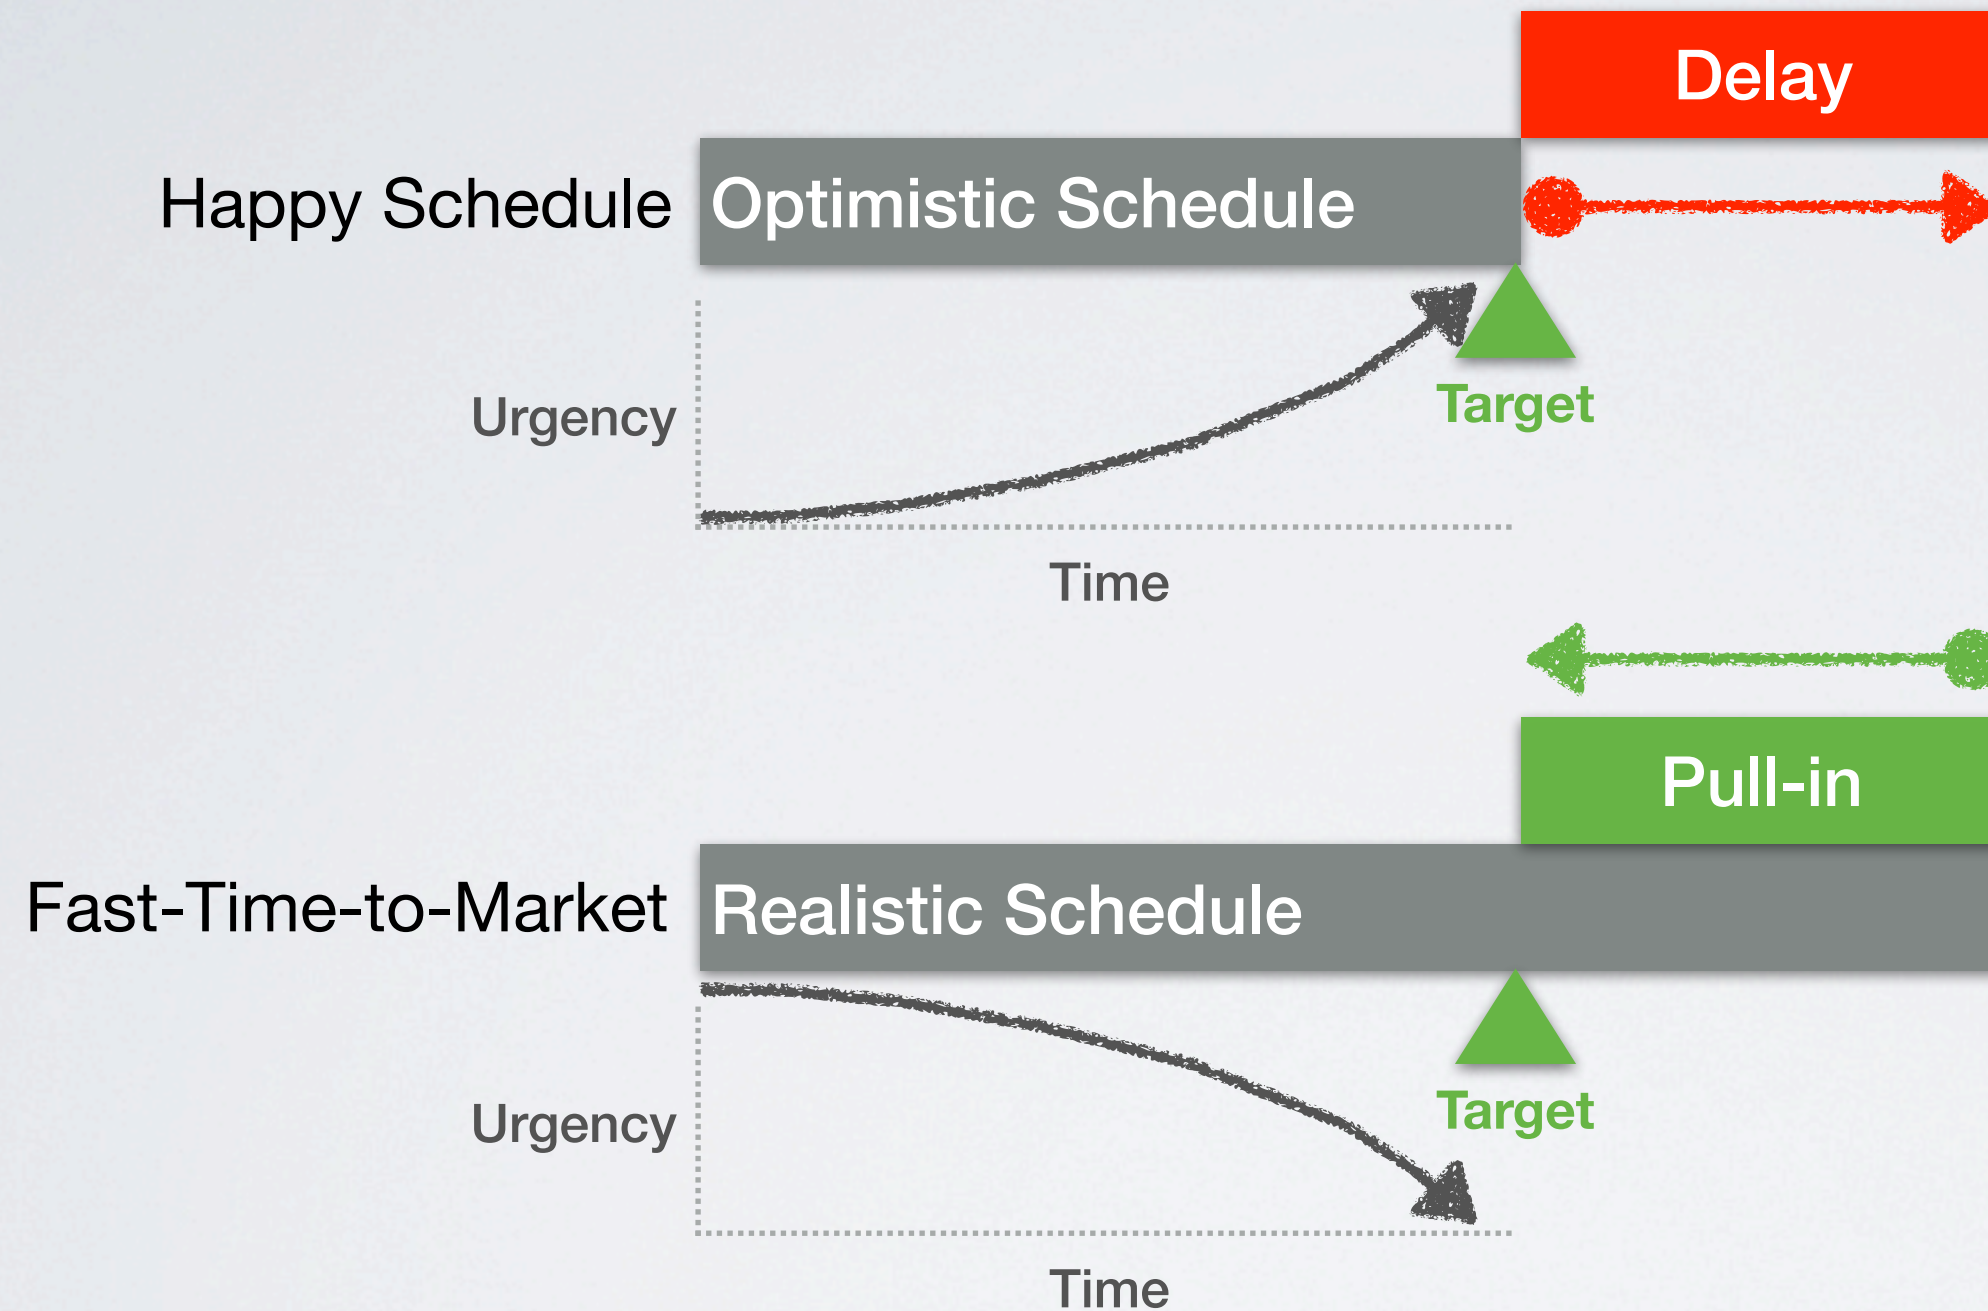 Delay
Happy Schedule
Optimistic Schedule
Urgency
Target
Time
Pull-in
Fast-Time-to-Market
Realistic Schedule
Urgency
Target
Time